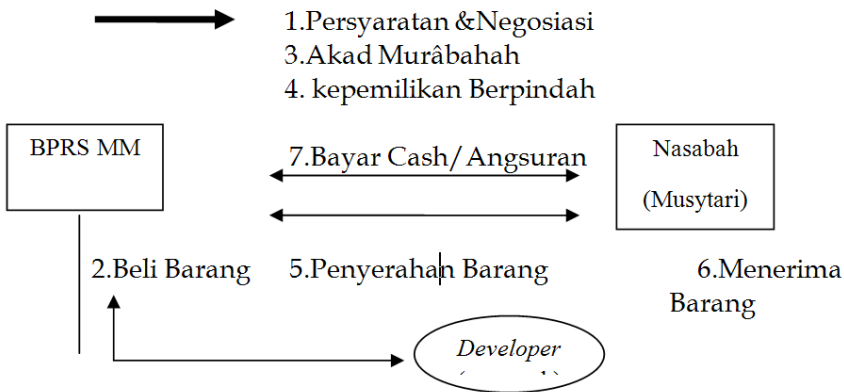 1.Persyaratan &Negosiasi
3.Akad Murâbahah
4. kepemilikan Berpindah
BPRS MM
7.Bayar Cash/Angsuran
Nasabah
(Musytari)
2.Beli Barang
5.Penyerahan Barang
6.Menerima
Barang
Developer